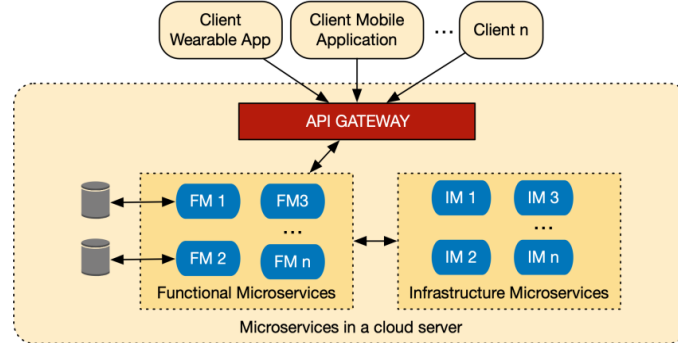 Client
Wearable App
Client Mobile
Application
...
Client n
API GATEWAY
FM 1
FM3
IM 1
IM 3
...
...
FM 2
FM n
IM 2
IM n
Functional Microservices
Infrastructure Microservices
Microservices in a cloud server